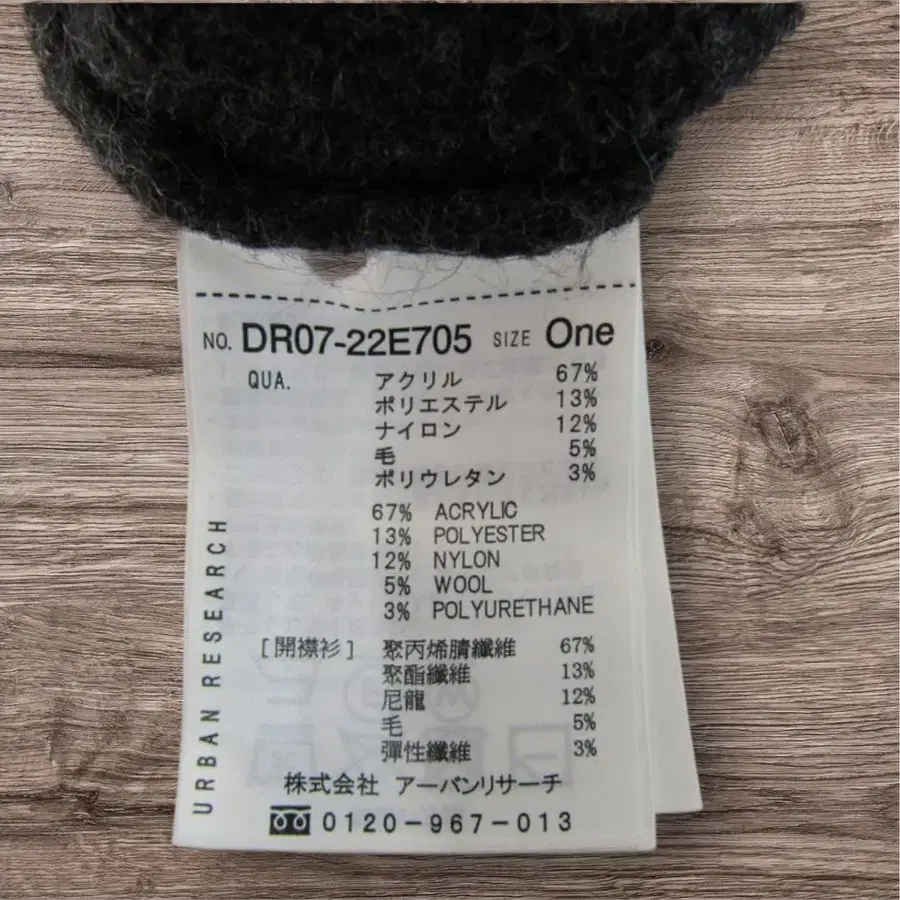 NO. DR07-22E705 SIZE One
QUA. アクリル 67%
ポリエステル 13%
ナイロン 12%
毛 5%
ポリウレタン 3%
67% ACRYLIC
13% POLYESTER
12% NYLON
5% WOOL
3% POLYURETHANE
[開襟衫] 聚丙烯腈纖維 67%
聚酯纖維 13%
尼龍 12%
毛 5%
彈性纖維 3%
株式会社 アーバンリサーチ
0120-967-013
URBAN RESEARCH